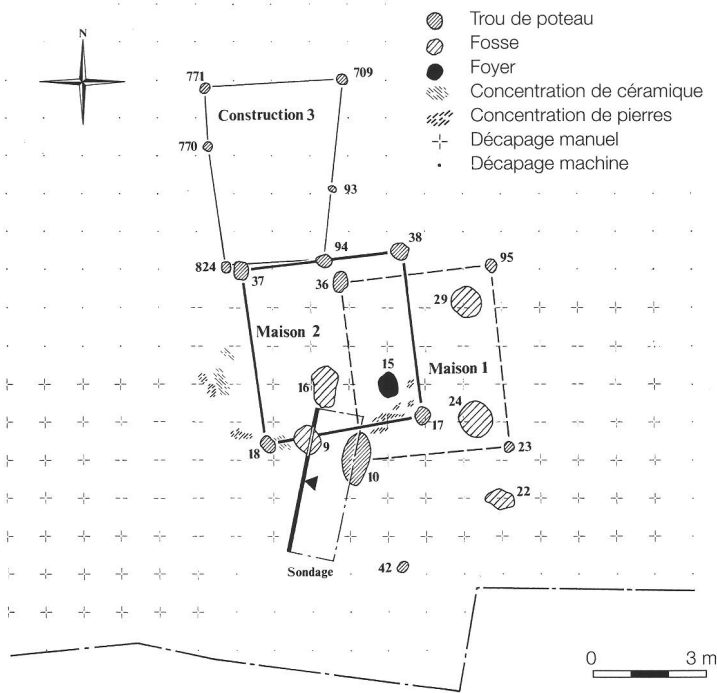 Trou de poteau
Fosse
Foyer
Concentration de céramique
Concentration de pierres
Décapage manuel
Décapage machine
N
771
709
Construction 3
770
93
94
38
824
37
36
95
29
Maison 2
15
Maison 1
16
24
17
18
9
10
23
22
Sondage
42
0 3 m